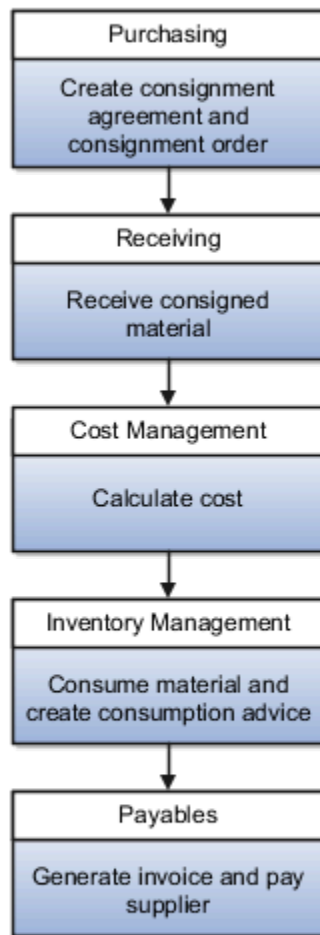 Purchasing
Create consignment
agreement and
consignment order
Receiving
Receive consigned
material
Cost Management
Calculate cost
Inventory Management
Consume material and
create consumption advice
Payables
Generate invoice and pay
supplier